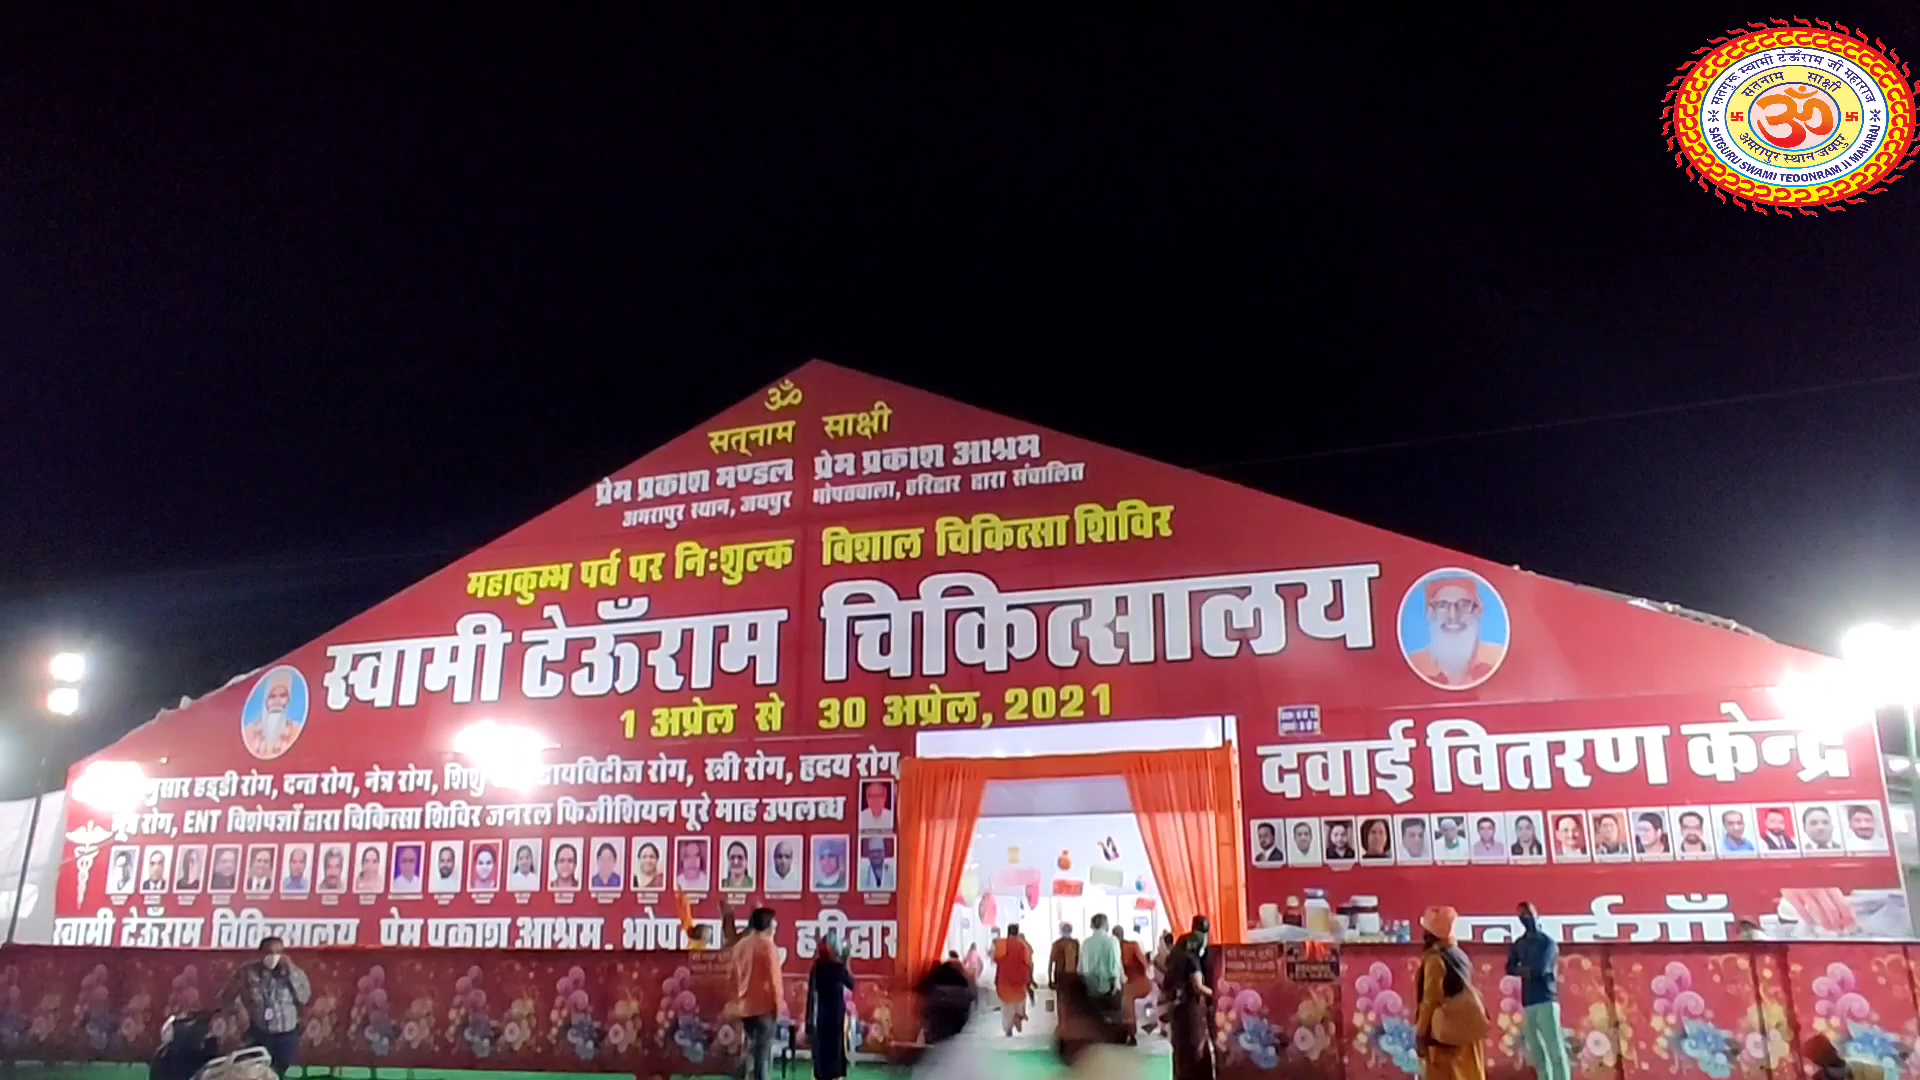 सतगुरू स्वामी टेऊँराम जी महाराज
सतनाम साक्षी
ॐ
अमरापुर स्थान जयपुर
SATGURU SWAMI TEOONRAM JI MAHARAJ
ॐ
सत्नाम साक्षी
प्रेम प्रकाश मण्डल प्रेम प्रकाश आश्रम
अमरापुर स्थान, जयपुर भोपतवाला, हरिद्वार द्वारा संचालित
महाकुम्भ पर्व पर निःशुल्क विशाल चिकित्सा शिविर
स्वामी टेऊँराम चिकित्सालय
1 अप्रेल से 30 अप्रेल, 2021
हड्डी रोग, दन्त रोग, नेत्र रोग, रोग, स्त्री रोग, हृदय रोग
रोग, ENT विशेषज्ञों द्वारा चिकित्सा शिविर जनरल फिजीशियन पूरे माह उपलब्ध
स्वामी टेऊँराम चिकित्सालय प्रेम प्रकाश आश्रम, हरिद्वार
दवाई वितरण केन्द्र